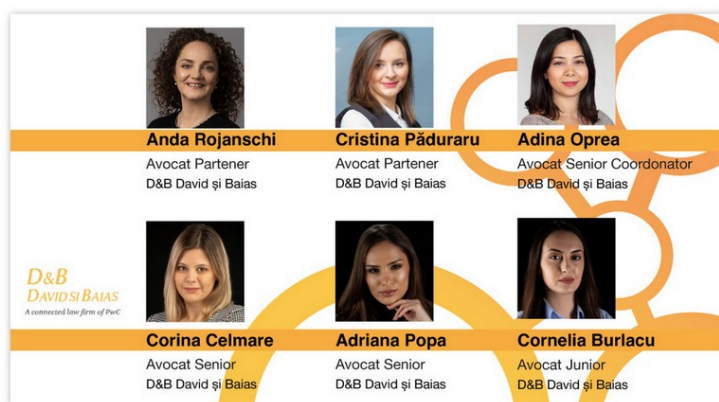 Anda Rojanschi
Avocat Partener
D&B David și Baias
Cristina Păduraru
Avocat Partener
D&B David și Baias
Adina Oprea
Avocat Senior Coordonator
D&B David și Baias
D&B
DAVID SI BAIAS
A connected law firm of PwC
Corina Celmare
Avocat Senior
D&B David și Baias
Adriana Popa
Avocat Senior
D&B David și Baias
Cornelia Burlacu
Avocat Junior
D&B David și Baias